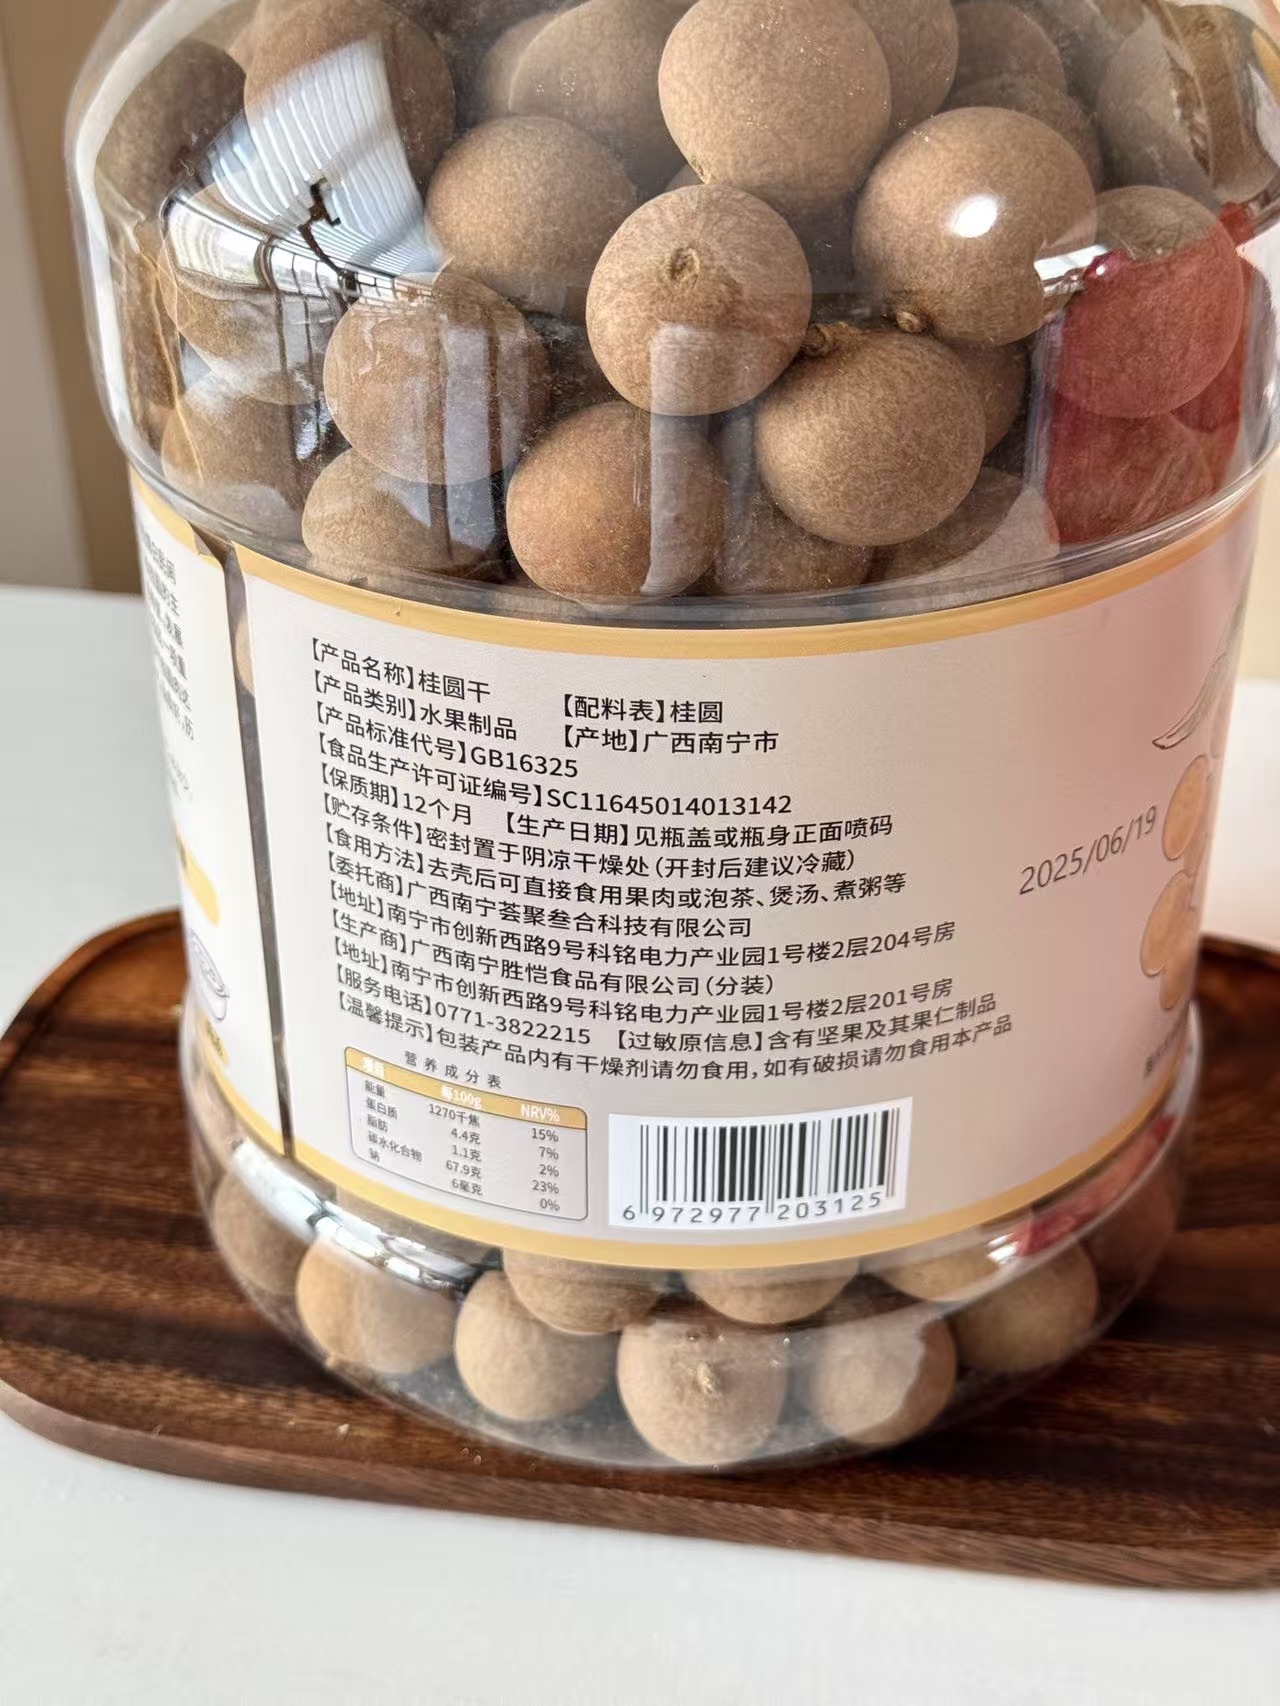 【产品名称】桂圆干 【配料表】桂圆
【产品类别】水果制品 【产地】广西南宁市
【产品标准代号】GB16325
【食品生产许可证编号】SC11645014013142
【保质期】12个月 【生产日期】见瓶盖或瓶身正面喷码
【贮存条件】密封置于阴凉干燥处(开封后建议冷藏)
【食用方法】去壳后可直接食用果肉或泡茶、煲汤、煮粥等
【委托商】广西南宁荟聚叁合科技有限公司
【地址】南宁市创新西路9号科铭电力产业园1号楼2层204号房
【生产商】广西南宁胜恺食品有限公司(分装)
【地址】南宁市创新西路9号科铭电力产业园1号楼2层201号房
【服务电话】0771-3822215 【过敏原信息】含有坚果及其果仁制品
【温馨提示】包装产品内有干燥剂请勿食用,如有破损请勿食用本产品
营养成分表
项目 每100g NRV%
能量 1270千焦 15%
蛋白质 4.4克 7%
脂肪 1.1克 2%
碳水化合物 67.9克 23%
钠 6毫克 0%
6 972977 203125
2025/06/19